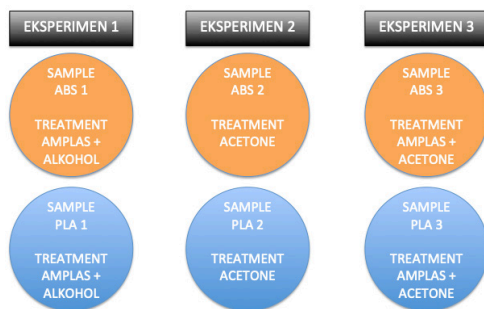 EKSPERIMEN 1
EKSPERIMEN 2
EKSPERIMEN 3
SAMPLE
ABS 1
TREATMENT
AMPLAS +
ALKOHOL
SAMPLE
ABS 2
TREATMENT
ACETONE
SAMPLE
ABS 3
TREATMENT
AMPLAS +
ACETONE
SAMPLE
PLA 1
TREATMENT
AMPLAS +
ALKOHOL
SAMPLE
PLA 2
TREATMENT
ACETONE
SAMPLE
PLA 3
TREATMENT
AMPLAS +
ACETONE